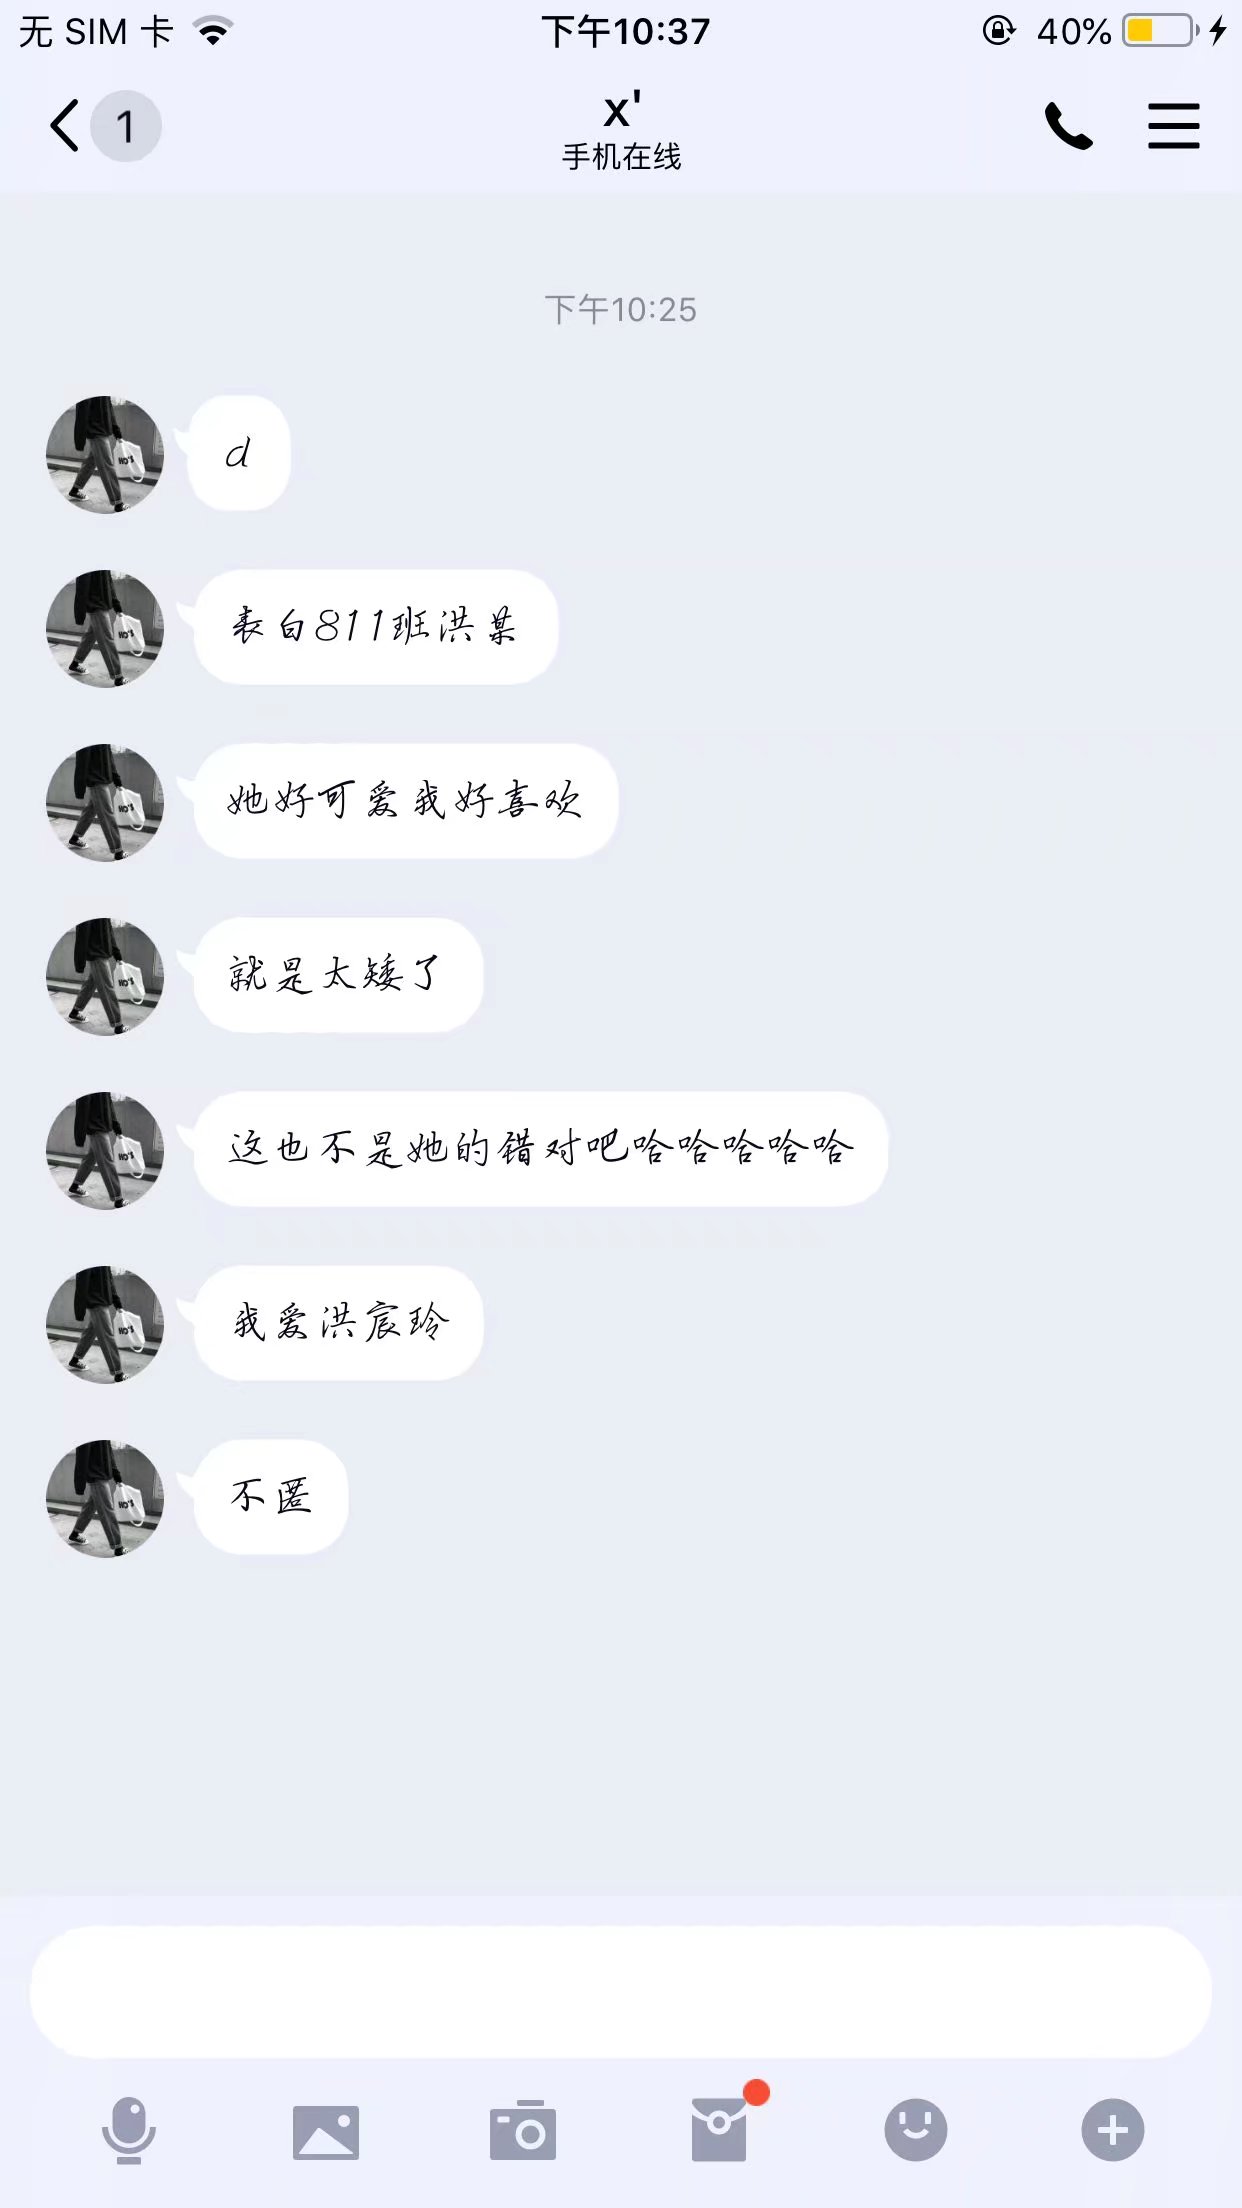 无 SIM 卡
下午10:37
40%
1
x'
手机在线
下午10:25
d
表白811班洪某
她好可爱我好喜欢
就是太矮了
这也不是她的错对吧哈哈哈哈哈
我爱洪宸玲
不匿